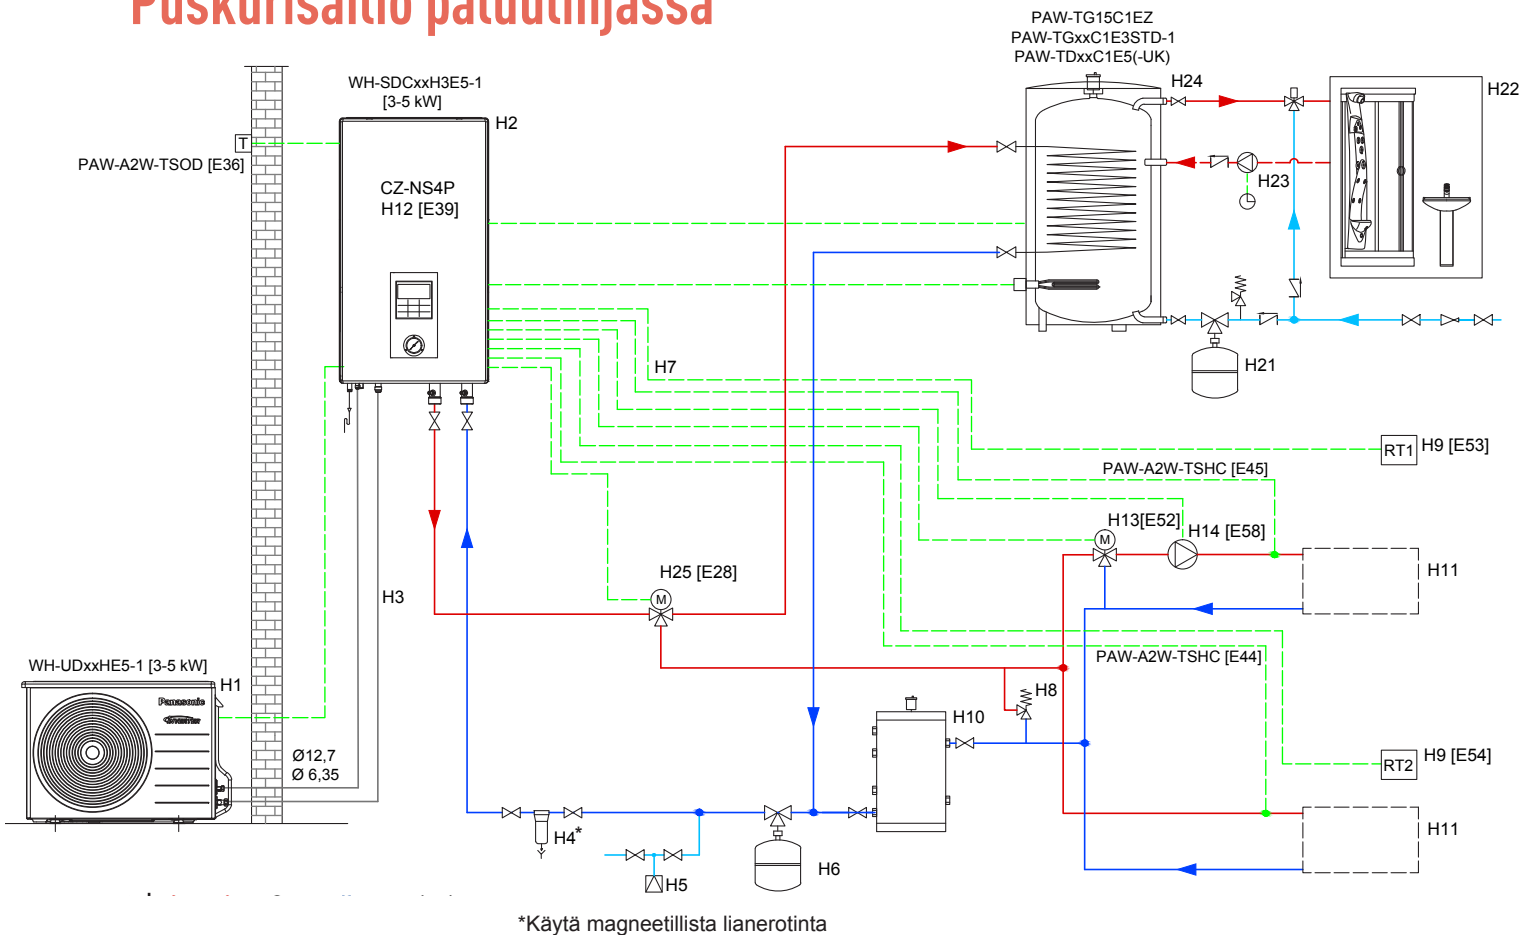 Puskurisäiliö paluulinjassa
PAW-TG15C1EZ
PAW-TGxxC1E3STD-1
PAW-TDxxC1E5(-UK)
WH-SDCxxH3E5-1
[3-5 kW]
H2
H24
H22
T
PAW-A2W-TSOD [E36]
CZ-NS4P
H12 [E39]
H23
H7
H21
RT1
H9 [E53]
PAW-A2W-TSHC [E45]
H13[E52]
M
H14 [E58]
H25 [E28]
M
H11
H3
PAW-A2W-TSHC [E44]
WH-UDxxHE5-1 [3-5 kW]
H1
Panasonic
INVERTER
H8
H10
Ø12,7
Ø 6,35
RT2
H9 [E54]
H4*
H6
H5
H11
*Käytä magneetillista lianerotinta